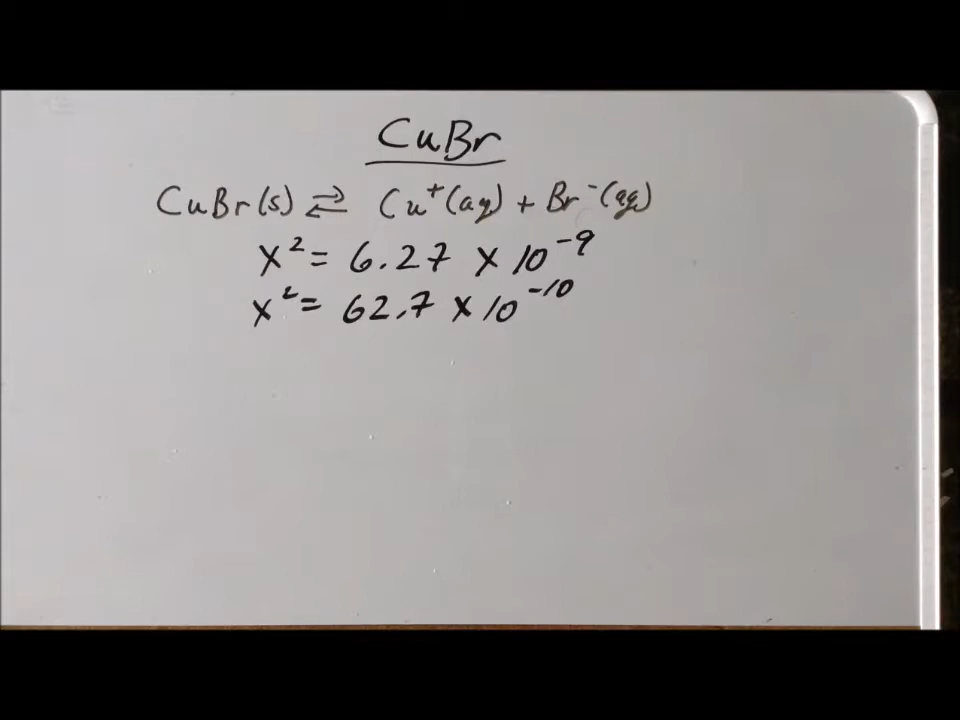 CuBr
CuBr(s) ⇌ Cu⁺(aq) + Br⁻(aq)
x² = 6.27 × 10⁻⁹
x² = 62.7 × 10⁻¹⁰